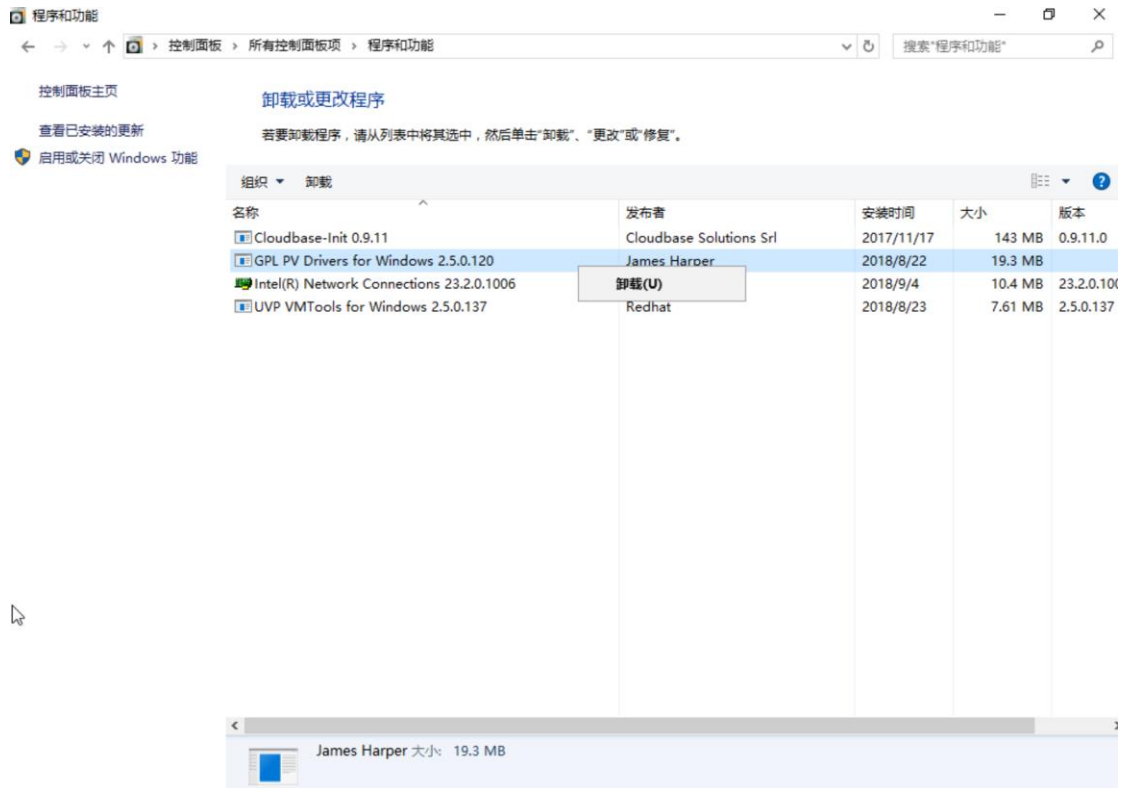 程序和功能
控制面板 › 所有控制面板项 › 程序和功能
搜索"程序和功能"
控制面板主页
查看已安装的更新
启用或关闭 Windows 功能
卸载或更改程序
若要卸载程序，请从列表中将其选中，然后单击"卸载"、"更改"或"修复"。
组织 卸载
名称 发布者 安装时间 大小 版本
Cloudbase-Init 0.9.11 Cloudbase Solutions Srl 2017/11/17 143 MB 0.9.11.0
GPL PV Drivers for Windows 2.5.0.120 James Harper 2018/8/22 19.3 MB
Intel(R) Network Connections 23.2.0.1006 卸载(U) 2018/9/4 10.4 MB 23.2.0.100
UVP VMTools for Windows 2.5.0.137 Redhat 2018/8/23 7.61 MB 2.5.0.137
James Harper 大小: 19.3 MB